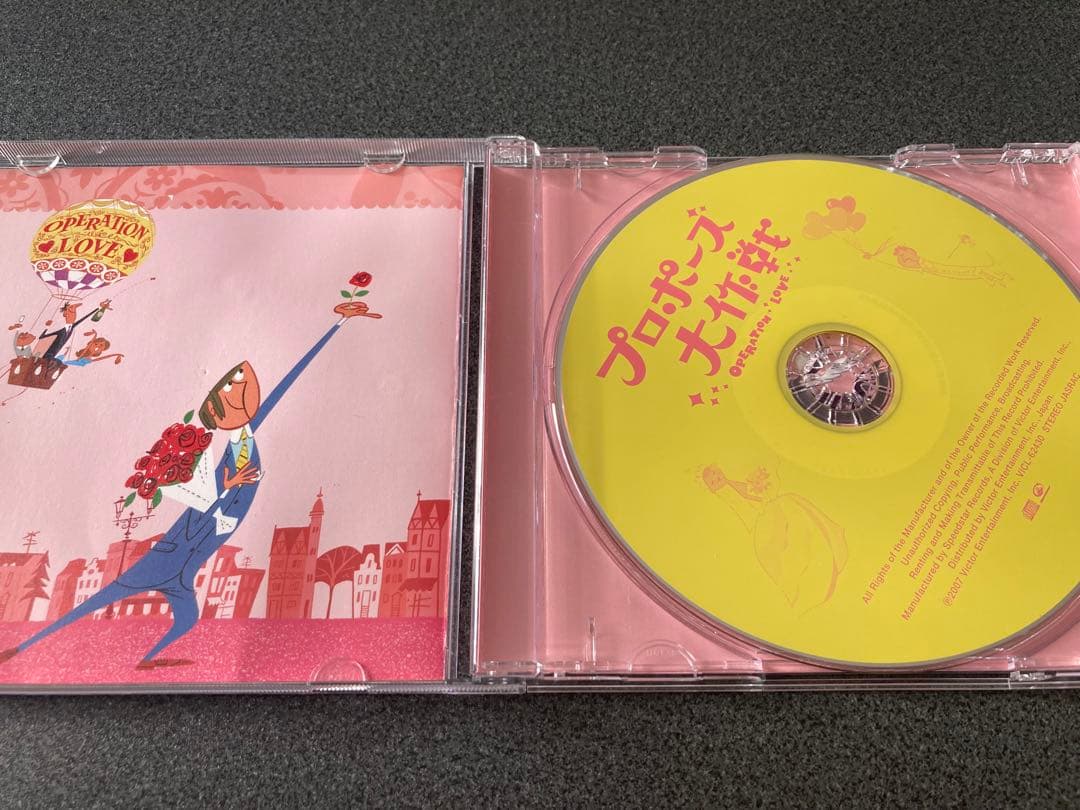 OPERATION
LOVE
プロポーズ
大作戦
OPERATION LOVE
All Rights of the Manufacturer and of the Owner of the Recorded Work Reserved.
Unauthorized Copying, Public Performance, Broadcasting,
Renting and Making Transmittable of This Record Prohibited.
Manufactured by Speedstar Records, A Division of Victor Entertainment, Inc.,
Distributed by Victor Entertainment, Inc. Japan.
℗2007 Victor Entertainment, Inc. VICL-62430 STEREO JASRAC